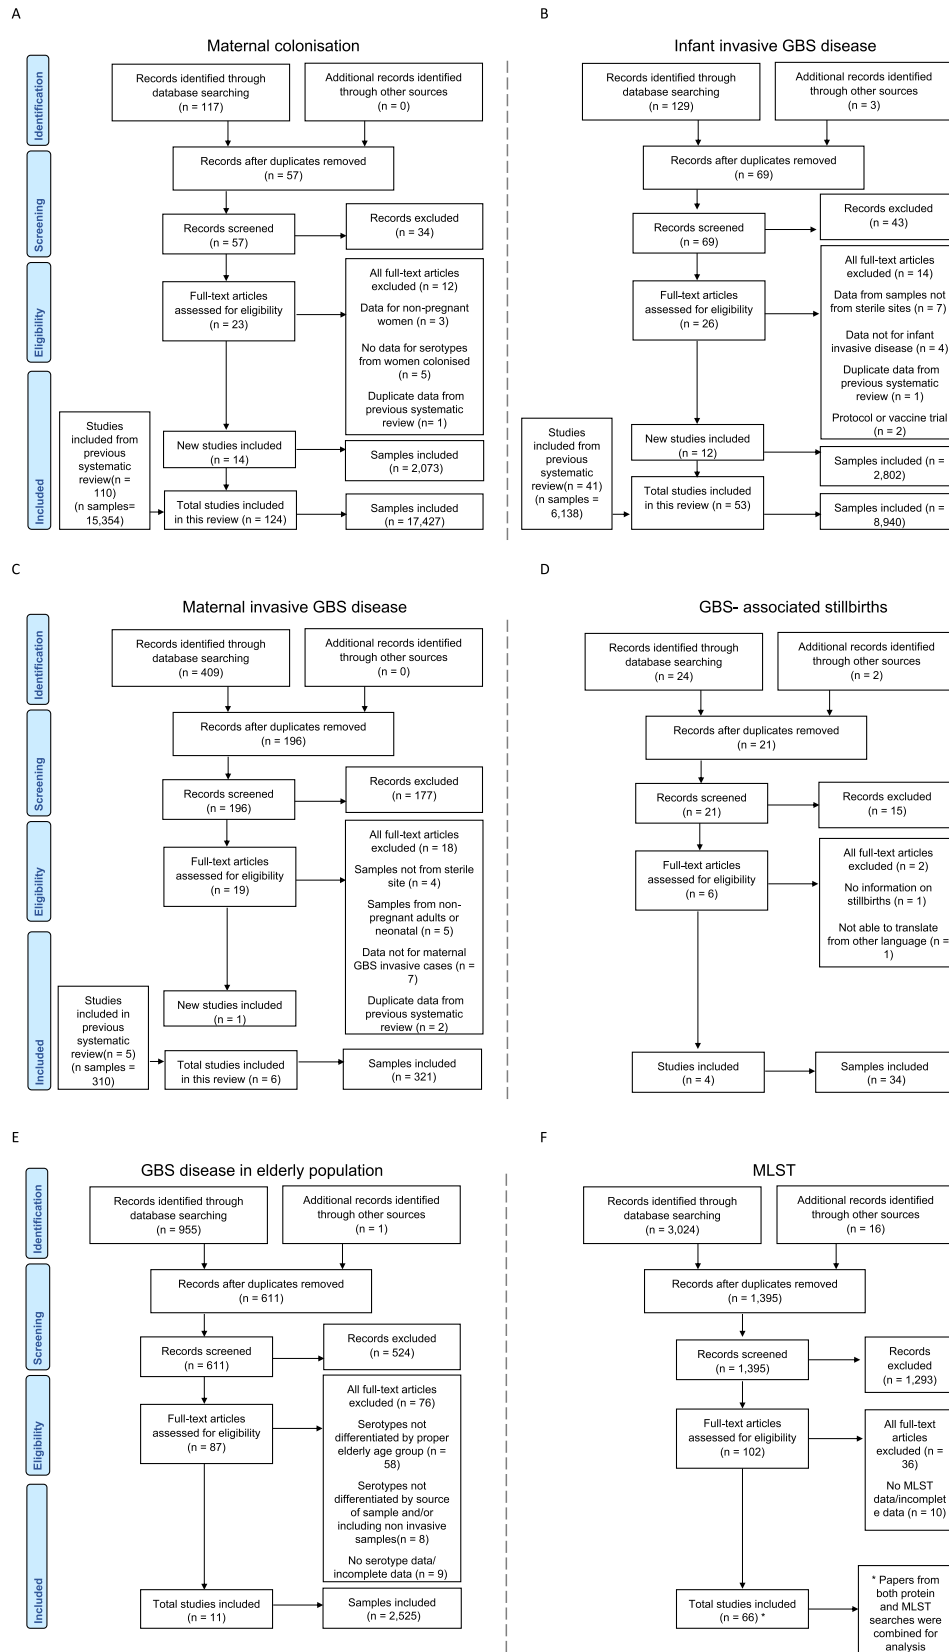 A
Maternal colonisation
Identification
Records identified through
database searching
(n = 117)
Additional records identified
through other sources
(n = 0)
Records after duplicates removed
(n = 57)
Screening
Records screened
(n = 57)
Records excluded
(n = 34)
Eligibility
Full-text articles
assessed for eligibility
(n = 23)
All full-text articles
excluded (n = 12)
Data for non-pregnant
women (n = 3)
No data for serotypes
from women colonised
(n = 5)
Duplicate data from
previous systematic
review (n= 1)
Included
Studies
included from
previous
systematic
review(n =
110)
(n samples=
15,354)
New studies included
(n = 14)
Samples included
(n = 2,073)
Total studies included
in this review (n = 124)
Samples included
(n = 17,427)
B
Infant invasive GBS disease
Records identified through
database searching
(n = 129)
Additional records identified
through other sources
(n = 3)
Records after duplicates removed
(n = 69)
Records screened
(n = 69)
Records excluded
(n = 43)
Full-text articles
assessed for eligibility
(n = 26)
All full-text articles
excluded (n = 14)
Data from samples not
from sterile sites (n = 7)
Data not for infant
invasive disease (n = 4)
Duplicate data from
previous systematic
review (n = 1)
Protocol or vaccine trial
(n = 2)
Studies
included from
previous
systematic
review(n = 41)
(n samples =
6,138)
New studies included
(n = 12)
Samples included (n =
2,802)
Total studies included
in this review (n = 53)
Samples included (n =
8,940)
C
Maternal invasive GBS disease
Identification
Records identified through
database searching
(n = 409)
Additional records identified
through other sources
(n = 0)
Records after duplicates removed
(n = 196)
Screening
Records screened
(n = 196)
Records excluded
(n = 177)
Eligibility
Full-text articles
assessed for eligibility
(n = 19)
All full-text articles
excluded (n = 18)
Samples not from sterile
site (n = 4)
Samples from non-
pregnant adults or
neonatal (n = 5)
Data not for maternal
GBS invasive cases (n =
7)
Duplicate data from
previous systematic
review (n = 2)
Included
Studies
included in
previous
systematic
review(n = 5)
(n samples =
310)
New studies included
(n = 1)
Total studies included
in this review (n = 6)
Samples included
(n = 321)
D
GBS- associated stillbirths
Records identified through
database searching
(n = 24)
Additional records identified
through other sources
(n = 2)
Records after duplicates removed
(n = 21)
Records screened
(n = 21)
Records excluded
(n = 15)
Full-text articles
assessed for eligibility
(n = 6)
All full-text articles
excluded (n = 2)
No information on
stillbirths (n = 1)
Not able to translate
from other language (n =
1)
Studies included
(n = 4)
Samples included
(n = 34)
E
GBS disease in elderly population
Identification
Records identified through
database searching
(n = 955)
Additional records identified
through other sources
(n = 1)
Records after duplicates removed
(n = 611)
Screening
Records screened
(n = 611)
Records excluded
(n = 524)
Eligibility
Full-text articles
assessed for eligibility
(n = 87)
All full-text articles
excluded (n = 76)
Serotypes not
differentiated by proper
elderly age group (n =
58)
Serotypes not
differentiated by source
of sample and/or
including non invasive
samples(n = 8)
No serotype data/
incomplete data (n = 9)
Included
Total studies included
(n = 11)
Samples included
(n = 2,525)
F
MLST
Records identified through
database searching
(n = 3,024)
Additional records identified
through other sources
(n = 16)
Records after duplicates removed
(n = 1,395)
Records screened
(n = 1,395)
Records
excluded
(n = 1,293)
Full-text articles
assessed for eligibility
(n = 102)
All full-text
articles
excluded (n =
36)
No MLST
data/incomplet
e data (n = 10)
Total studies included
(n = 66) *
* Papers from
both protein
and MLST
searches were
combined for
analysis